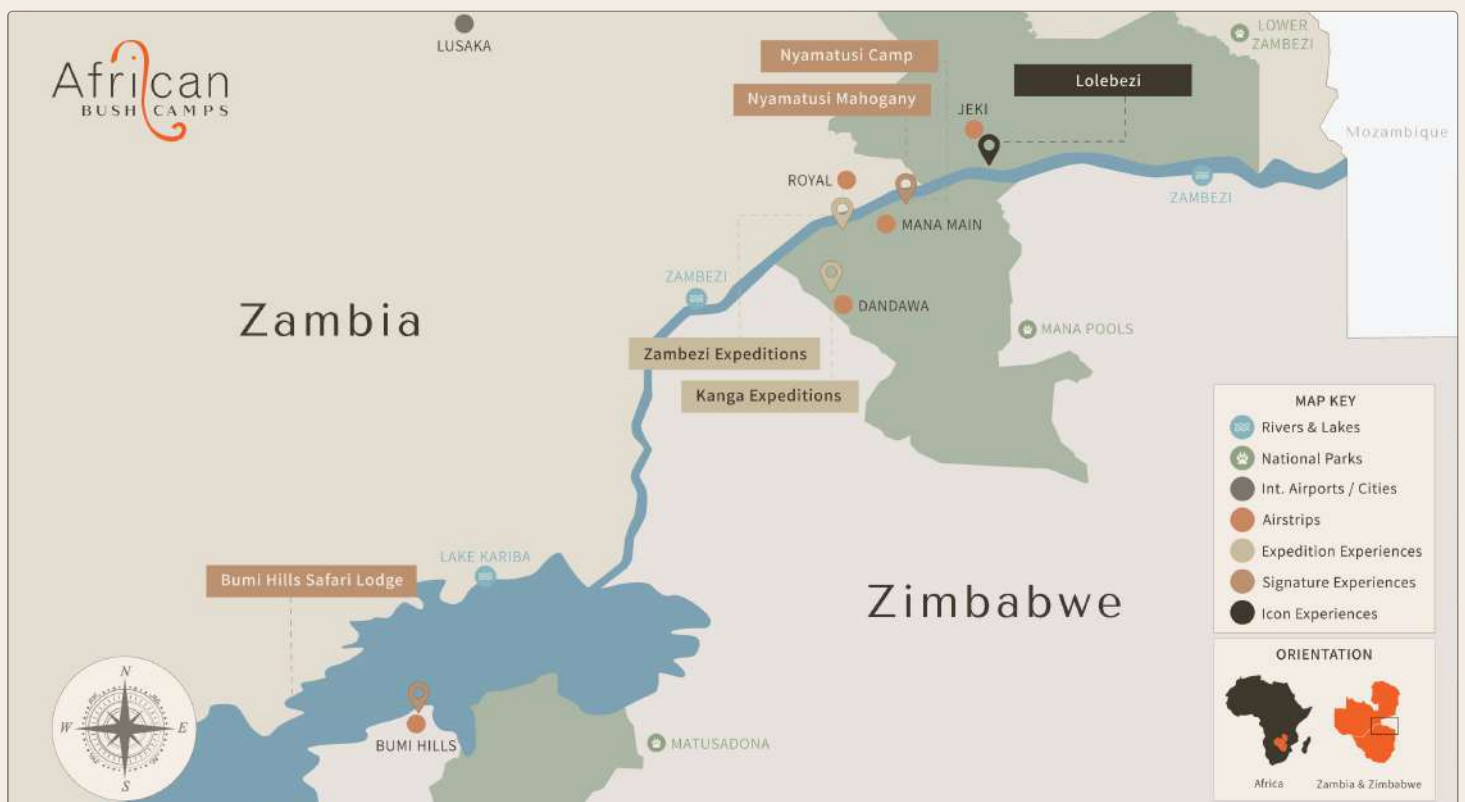 African
BUSH CAMPS
LUSAKA
Nyamatusi Camp
Nyamatusi Mahogany
Lolebezi
LOWER
ZAMBEZI
JEKI
Mozambique
ROYAL
ZAMBEZI
MANA MAIN
ZAMBEZI
DANDAWA
Zambia
MANA POOLS
Zambezi Expeditions
Kanga Expeditions
LAKE KARIBA
Bumi Hills Safari Lodge
Zimbabwe
BUMI HILLS
MATUSADONA
N
W
E
S
MAP KEY
Rivers & Lakes
National Parks
Int. Airports / Cities
Airstrips
Expedition Experiences
Signature Experiences
Icon Experiences
ORIENTATION
Africa
Zambia & Zimbabwe